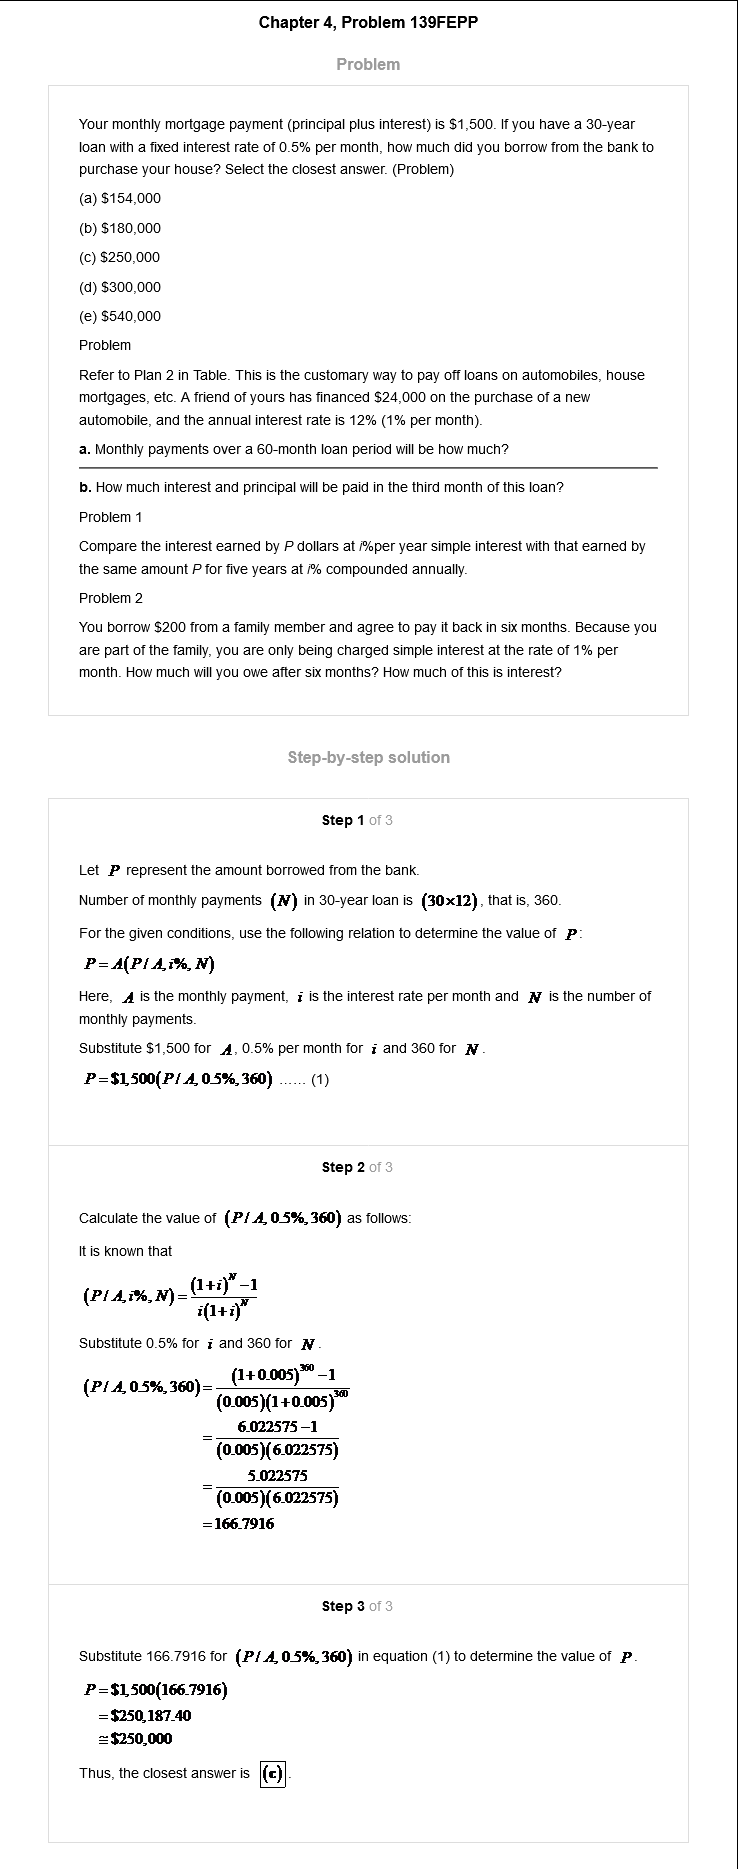 Chapter 4, Problem 139FEPP
Problem
Your monthly mortgage payment (principal plus interest) is $1,500. If you have a 30-year
loan with a fixed interest rate of 0.5% per month, how much did you borrow from the bank to
purchase your house? Select the closest answer. (Problem)
(a) $154,000
(b) $180,000
(c) $250,000
(d) $300,000
(e) $540,000
Problem
Refer to Plan 2 in Table. This is the customary way to pay off loans on automobiles, house
mortgages, etc. A friend of yours has financed $24,000 on the purchase of a new
automobile, and the annual interest rate is 12% (1% per month).
a. Monthly payments over a 60-month loan period will be how much?
b. How much interest and principal will be paid in the third month of this loan?
Problem 1
Compare the interest earned by P dollars at i%per year simple interest with that earned by
the same amount P for five years at i% compounded annually.
Problem 2
You borrow $200 from a family member and agree to pay it back in six months. Because you
are part of the family, you are only being charged simple interest at the rate of 1% per
month. How much will you owe after six months? How much of this is interest?
Step-by-step solution
Step 1 of 3
Let P represent the amount borrowed from the bank.
Number of monthly payments (N) in 30-year loan is (30×12), that is, 360.
For the given conditions, use the following relation to determine the value of P:
P = A(P/A, i%, N)
Here, A is the monthly payment, i is the interest rate per month and N is the number of
monthly payments.
Substitute $1,500 for A, 0.5% per month for i and 360 for N.
P = $1,500(P/A, 0.5%, 360) ...... (1)
Step 2 of 3
Calculate the value of (P/A, 0.5%, 360) as follows:
It is known that
(P/A, i%, N) = ((1+i)^N −1)/(i(1+i)^N)
Substitute 0.5% for i and 360 for N.
(P/A, 0.5%, 360) = ((1+0.005)^360 −1)/((0.005)(1+0.005)^360)
= (6.022575−1)/((0.005)(6.022575))
= 5.022575/((0.005)(6.022575))
= 166.7916
Step 3 of 3
Substitute 166.7916 for (P/A, 0.5%, 360) in equation (1) to determine the value of P.
P = $1,500(166.7916)
= $250,187.40
≅ $250,000
Thus, the closest answer is (c).